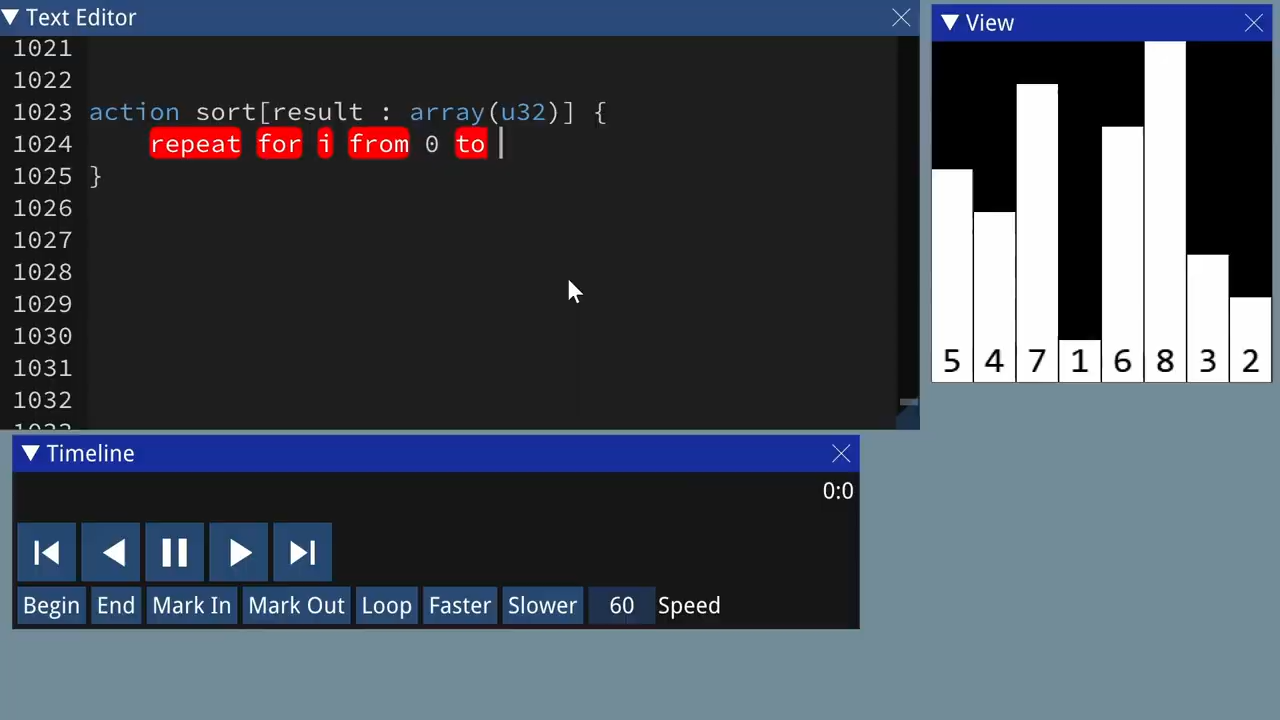 Text Editor
1021
1022
1023 action sort[result : array(u32)] {
1024 repeat for i from 0 to
1025 }
1026
1027
1028
1029
1030
1031
1032
View
5 4 7 1 6 8 3 2
Timeline
0:0
Begin End Mark In Mark Out Loop Faster Slower 60 Speed